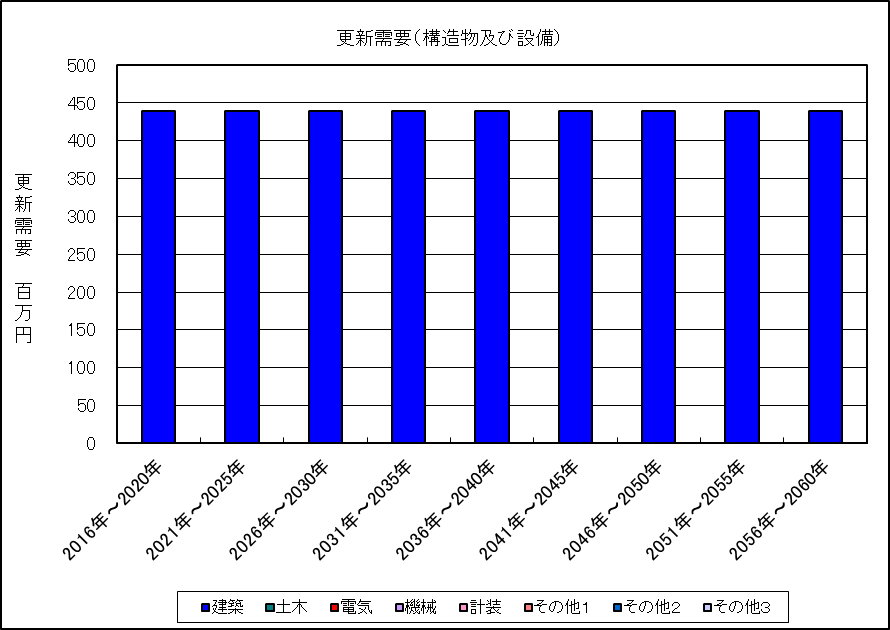 更新需要(構造物及び設備)
更新需要 百万円
500
450
400
350
300
250
200
150
100
50
0
2016年~2020年
2021年~2025年
2026年~2030年
2031年~2035年
2036年~2040年
2041年~2045年
2046年~2050年
2051年~2055年
2056年~2060年
建築 土木 電気 機械 計装 その他1 その他2 その他3